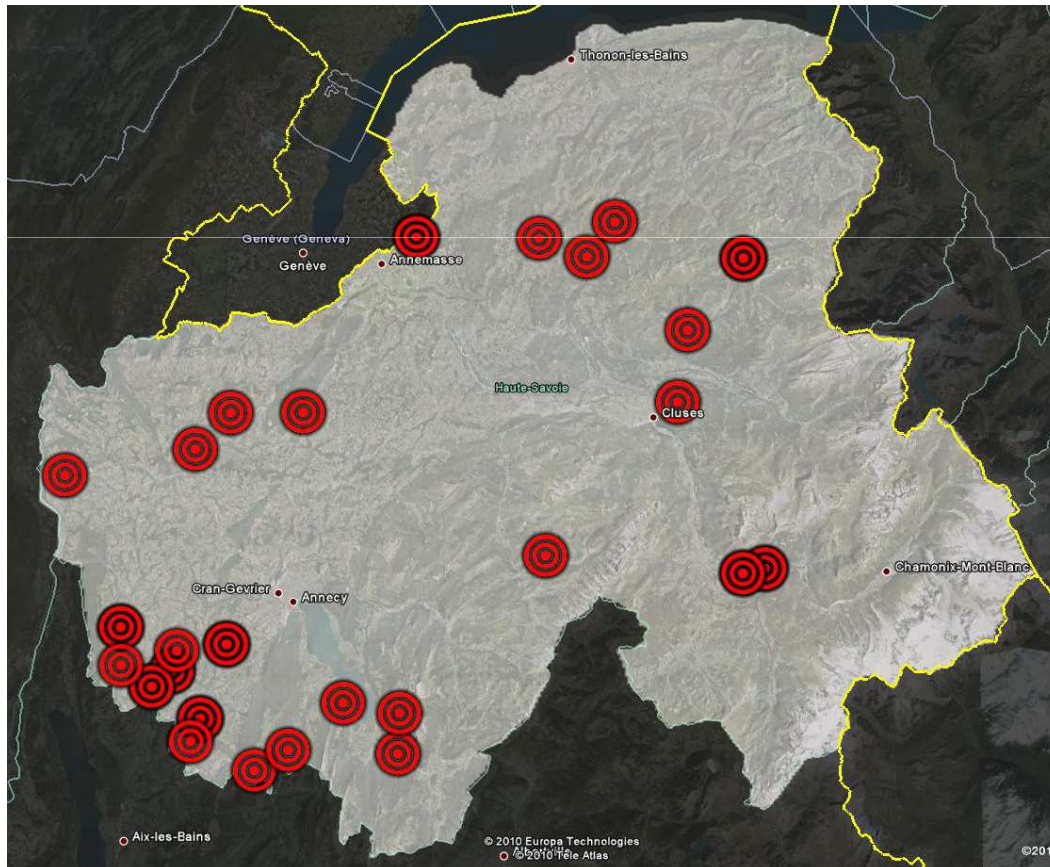 Thonon-les-Bains
Genève (Geneva)
Genève
Annemasse
Haute-Savoie
Cluses
Chamonix-Mont-Blanc
Cran-Gevrier
Annecy
Aix-les-Bains
© 2010 Europa Technologies
© 2010 Tele Atlas
©201